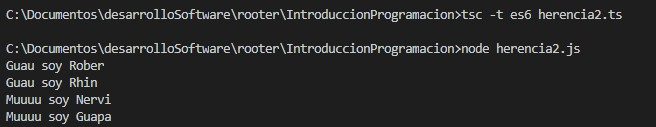 C:\Documentos\desarrolloSoftware\rooter\IntroduccionProgramacion>tsc -t es6 herencia2.ts
C:\Documentos\desarrolloSoftware\rooter\IntroduccionProgramacion>node herencia2.js
Guau soy Rober
Guau soy Rhin
Muuuu soy Nervi
Muuuu soy Guapa